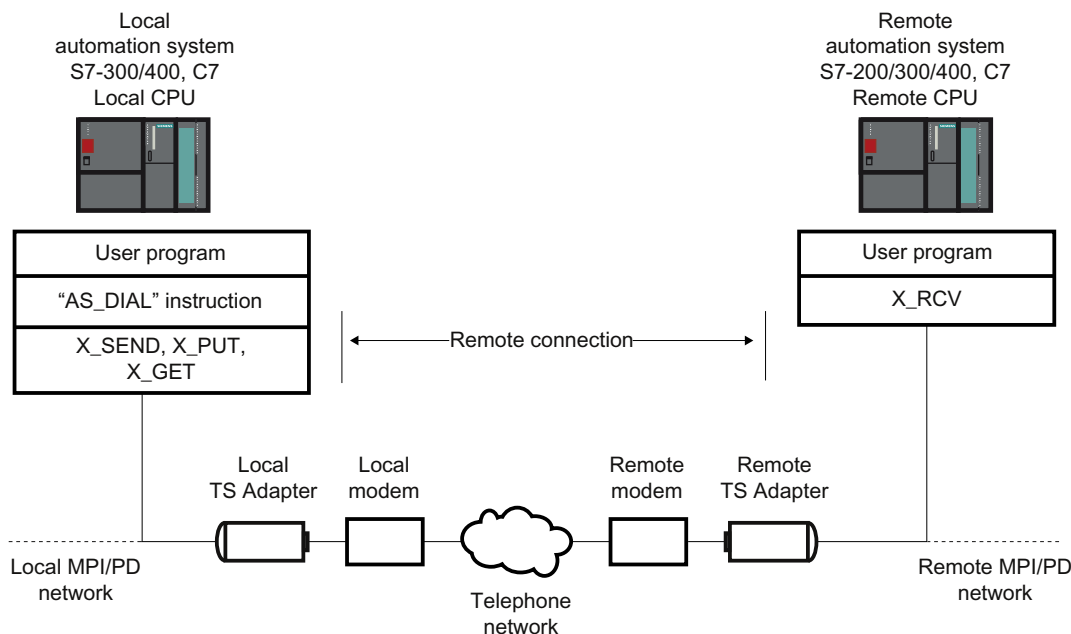 Local
automation system
S7-300/400, C7
Local CPU
Remote
automation system
S7-200/300/400, C7
Remote CPU
User program
“AS_DIAL” instruction
X_SEND, X_PUT,
X_GET
Remote connection
User program
X_RCV
Local
TS Adapter
Local
modem
Remote
modem
Remote
TS Adapter
Local MPI/PD
network
Telephone
network
Remote MPI/PD
network